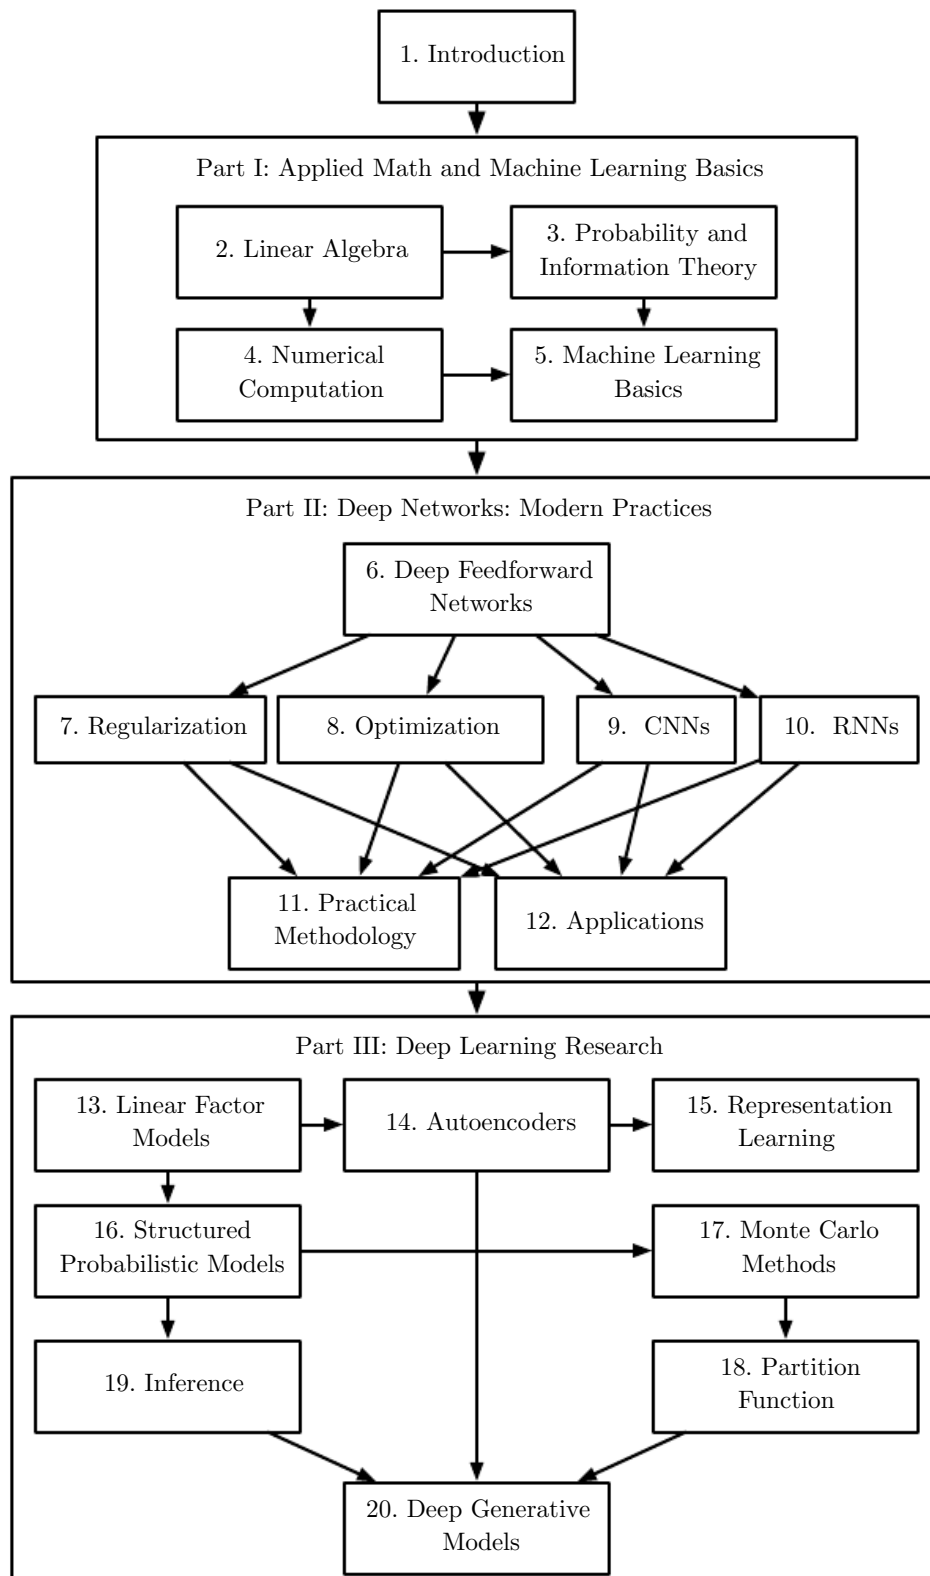 1. Introduction
Part I: Applied Math and Machine Learning Basics
2. Linear Algebra
3. Probability and
Information Theory
4. Numerical
Computation
5. Machine Learning
Basics
Part II: Deep Networks: Modern Practices
6. Deep Feedforward
Networks
7. Regularization
8. Optimization
9. CNNs
10. RNNs
11. Practical
Methodology
12. Applications
Part III: Deep Learning Research
13. Linear Factor
Models
14. Autoencoders
15. Representation
Learning
16. Structured
Probabilistic Models
17. Monte Carlo
Methods
19. Inference
18. Partition
Function
20. Deep Generative
Models